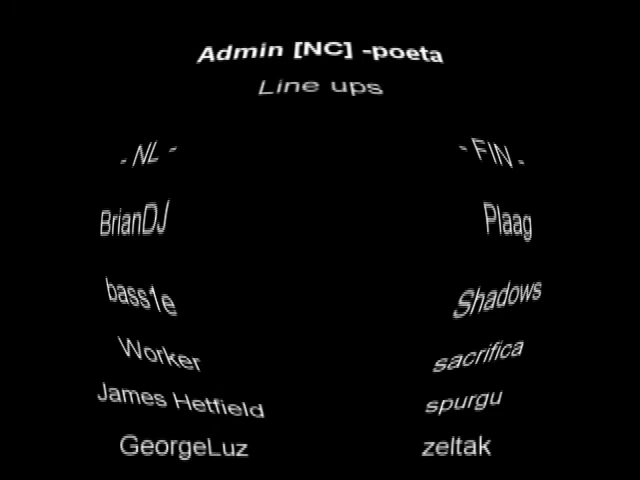 Admin [NC] -poeta
Line ups
- NL -
- FIN -
BrianDJ
Plaag
bass1e
Shadows
Worker
sacrifica
James Hetfield
spurgu
GeorgeLuz
zeltak